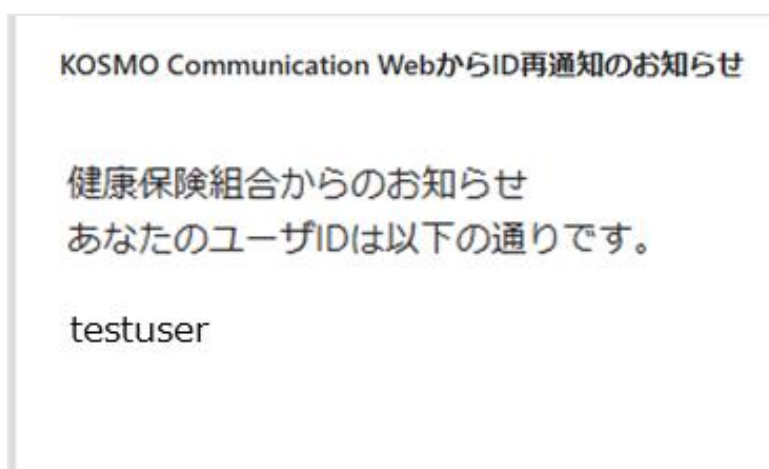 KOSMO Communication WebからID再通知のお知らせ
健康保険組合からのお知らせ
あなたのユーザIDは以下の通りです。
testuser